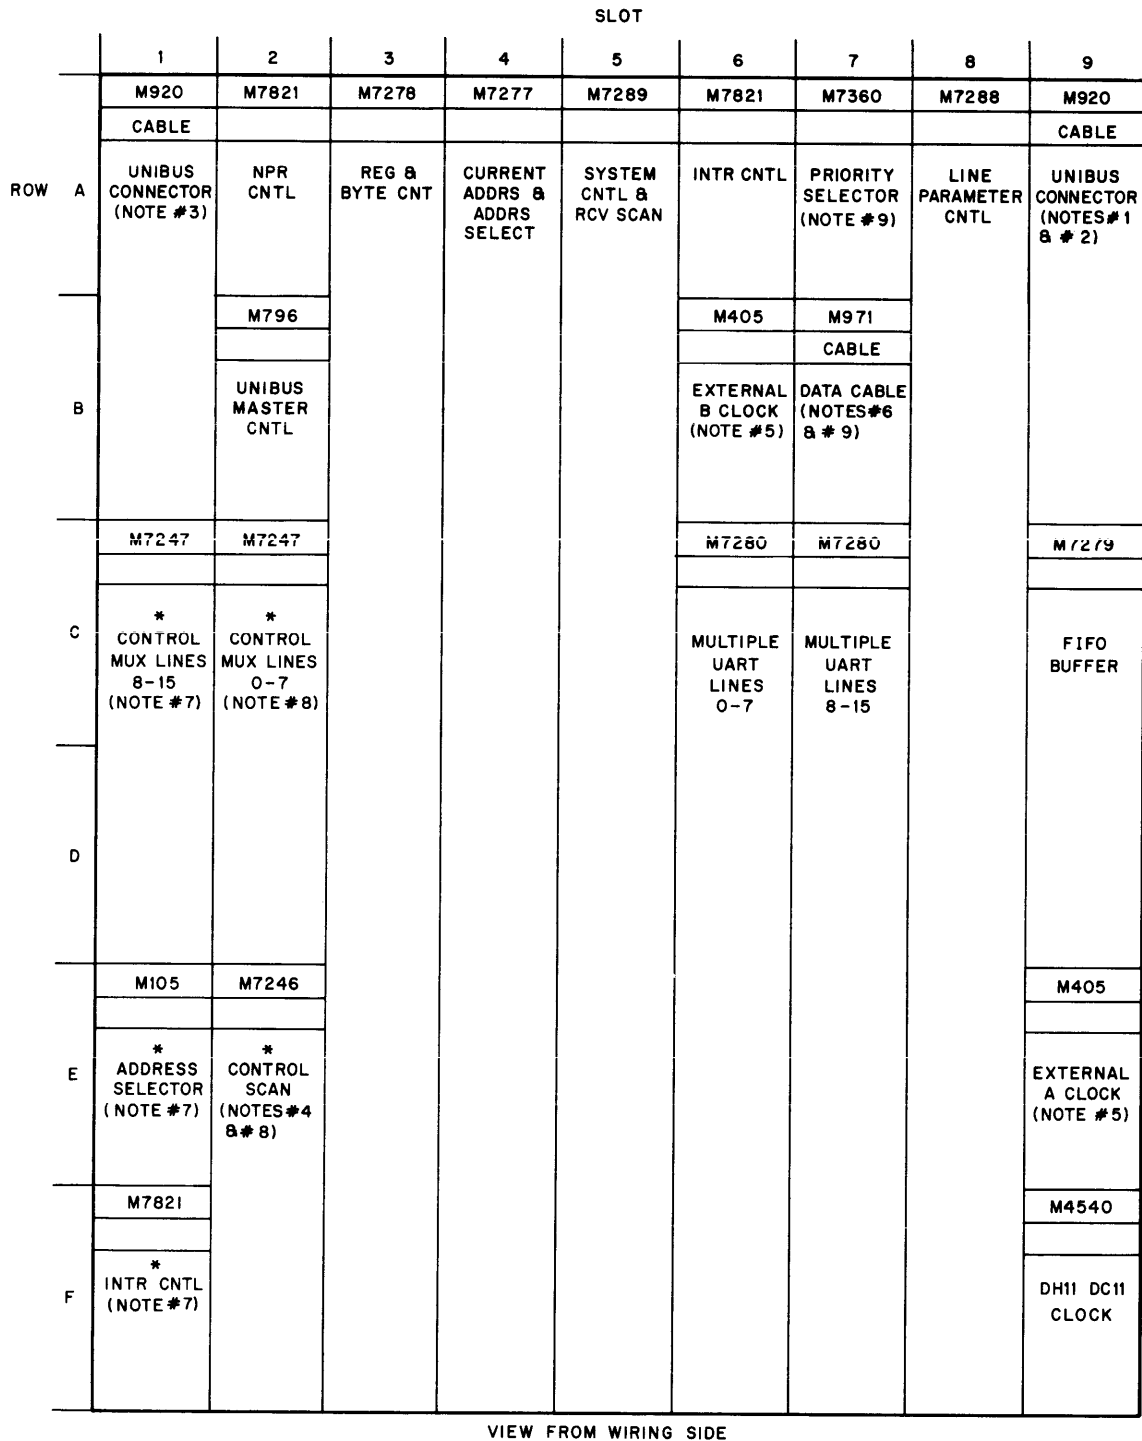 SLOT
1 2 3 4 5 6 7 8 9
M920 M7821 M7278 M7277 M7289 M7821 M7360 M7288 M920
CABLE CABLE
ROW A
UNIBUS
CONNECTOR
(NOTE #3)
NPR
CNTL
REG &
BYTE CNT
CURRENT
ADDRS &
ADDRS
SELECT
SYSTEM
CNTL &
RCV SCAN
INTR CNTL
PRIORITY
SELECTOR
(NOTE #9)
LINE
PARAMETER
CNTL
UNIBUS
CONNECTOR
(NOTES#1
& # 2)
M796 M405 M971
CABLE
B
UNIBUS
MASTER
CNTL
EXTERNAL
B CLOCK
(NOTE #5)
DATA CABLE
(NOTES#6
& # 9)
M7247 M7247 M7280 M7280 M7279
C
*
CONTROL
MUX LINES
8-15
(NOTE #7)
*
CONTROL
MUX LINES
0-7
(NOTE #8)
MULTIPLE
UART
LINES
0-7
MULTIPLE
UART
LINES
8-15
FIFO
BUFFER
D
M105 M7246 M405
E
*
ADDRESS
SELECTOR
(NOTE #7)
*
CONTROL
SCAN
(NOTES#4
&# 8)
EXTERNAL
A CLOCK
(NOTE #5)
M7821 M4540
F
*
INTR CNTL
(NOTE #7)
DH11 DC11
CLOCK
VIEW FROM WIRING SIDE